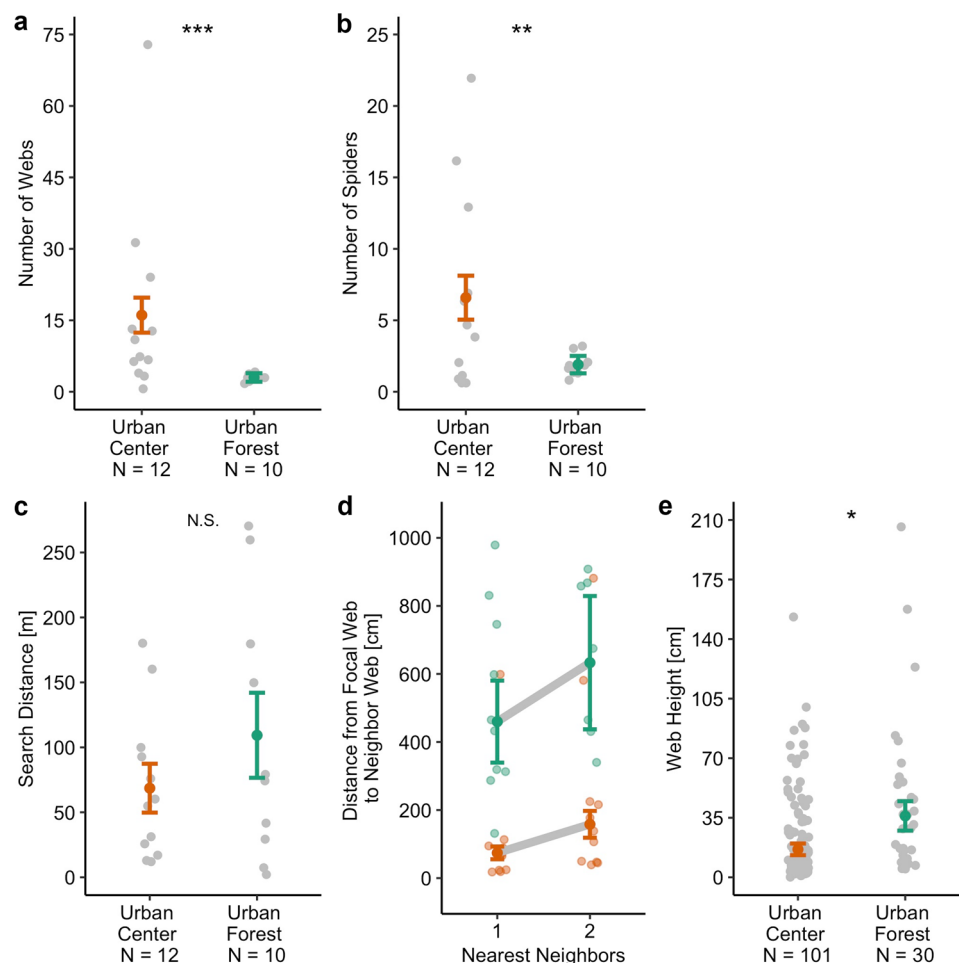 a
***
Number of Webs
75
60
45
30
15
0
Urban
Center
N = 12
Urban
Forest
N = 10
b
**
Number of Spiders
25
20
15
10
5
0
Urban
Center
N = 12
Urban
Forest
N = 10
c
N.S.
Search Distance [m]
250
200
150
100
50
0
Urban
Center
N = 12
Urban
Forest
N = 10
d
Distance from Focal Web
to Neighbor Web [cm]
1000
800
600
400
200
0
1
2
Nearest Neighbors
e
*
Web Height [cm]
210
175
140
105
70
35
0
Urban
Center
N = 101
Urban
Forest
N = 30